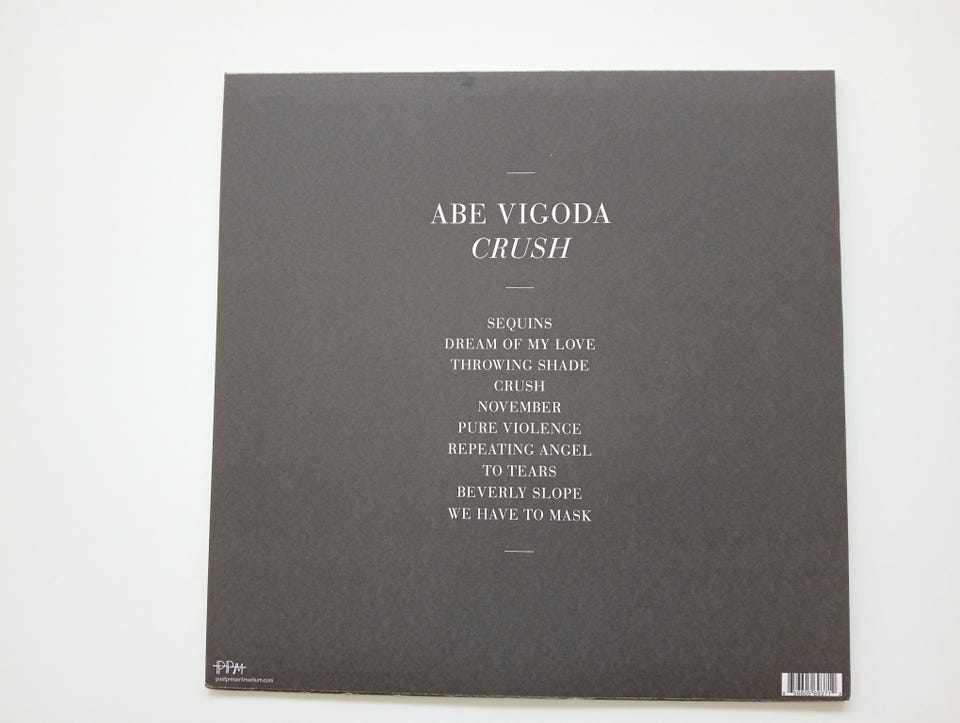 ABE VIGODA
CRUSH
SEQUINS
DREAM OF MY LOVE
THROWING SHADE
CRUSH
NOVEMBER
PURE VIOLENCE
REPEATING ANGEL
TO TEARS
BEVERLY SLOPE
WE HAVE TO MASK
PPM
postpresentmedium.com